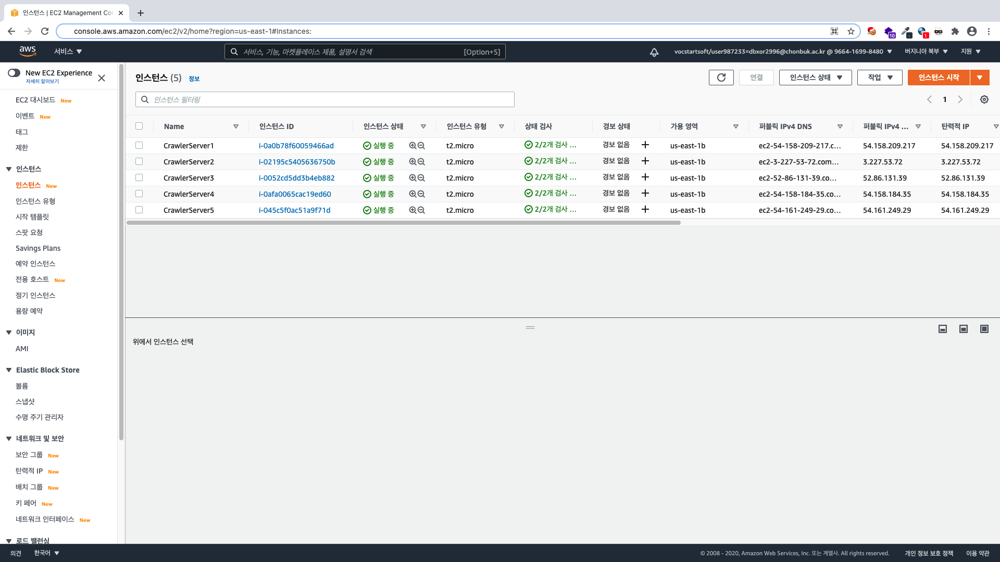 인스턴스 | EC2 Management Con
console.aws.amazon.com/ec2/v2/home?region=us-east-1#Instances:
10
1
aws
서비스
서비스, 기능, 마켓플레이스 제품, 설명서 검색 [Option+S]
vocstartsoft/user987233=dbxor2996@chonbuk.ac.kr @ 9664-1699-8480
버지니아 북부
지원
New EC2 Experience
자세히 알아보기
EC2 대시보드 New
이벤트 New
태그
제한
인스턴스
인스턴스 New
인스턴스 유형
시작 템플릿
스팟 요청
Savings Plans
예약 인스턴스
전용 호스트 New
정기 인스턴스
용량 예약
이미지
AMI
Elastic Block Store
볼륨
스냅샷
수명 주기 관리자
네트워크 및 보안
보안 그룹 New
탄력적 IP New
배치 그룹 New
키 페어 New
네트워크 인터페이스 New
로드 밸런싱
인스턴스 (5) 정보
연결
인스턴스 상태
작업
인스턴스 시작
인스턴스 필터링
1
Name 인스턴스 ID 인스턴스 상태 인스턴스 유형 상태 검사 경보 상태 가용 영역 퍼블릭 IPv4 DNS 퍼블릭 IPv4 ... 탄력적 IP
CrawlerServer1 i-0a0b78f60059466ad 실행 중 t2.micro 2/2개 검사 ... 경보 없음 us-east-1b ec2-54-158-209-217.c... 54.158.209.217 54.158.209.217
CrawlerServer2 i-02195c5405636750b 실행 중 t2.micro 2/2개 검사 ... 경보 없음 us-east-1b ec2-3-227-53-72.com... 3.227.53.72 3.227.53.72
CrawlerServer3 i-0052cd5dd3b4eb882 실행 중 t2.micro 2/2개 검사 ... 경보 없음 us-east-1b ec2-52-86-131-39.co... 52.86.131.39 52.86.131.39
CrawlerServer4 i-0afa0065cac19ed60 실행 중 t2.micro 2/2개 검사 ... 경보 없음 us-east-1b ec2-54-158-184-35.co... 54.158.184.35 54.158.184.35
CrawlerServer5 i-045c5f0ac51a9f71d 실행 중 t2.micro 2/2개 검사 ... 경보 없음 us-east-1b ec2-54-161-249-29.co... 54.161.249.29 54.161.249.29
위에서 인스턴스 선택
의견
한국어
© 2008 - 2020, Amazon Web Services, Inc. 또는 계열사. All rights reserved.
개인 정보 보호 정책
이용 약관